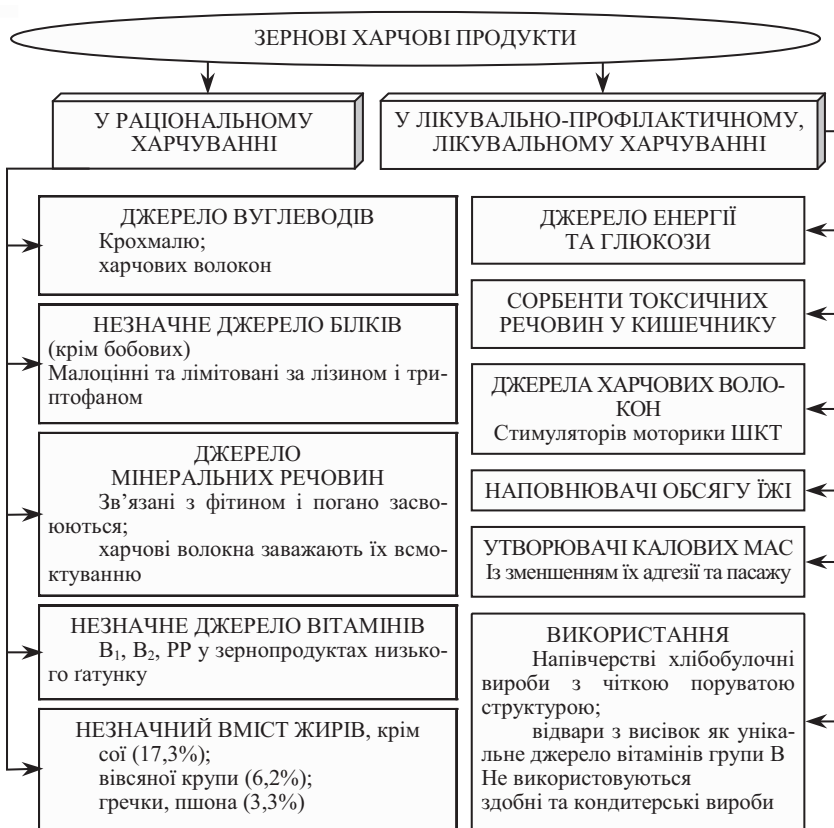 ЗЕРНОВІ ХАРЧОВІ ПРОДУКТИ
У РАЦІОНАЛЬНОМУ
ХАРЧУВАННІ
ДЖЕРЕЛО ВУГЛЕВОДІВ
Крохмалю;
харчових волокон
НЕЗНАЧНЕ ДЖЕРЕЛО БІЛКІВ
(крім бобових)
Малоцінні та лімітовані за лізином і три-
птофаном
ДЖЕРЕЛО
МІНЕРАЛЬНИХ РЕЧОВИН
Зв’язані з фітином і погано засво-
юються;
харчові волокна заважають їх всмо-
ктуванню
НЕЗНАЧНЕ ДЖЕРЕЛО ВІТАМІНІВ
В₁, В₂, РР у зернопродуктах низько-
го ґатунку
НЕЗНАЧНИЙ ВМІСТ ЖИРІВ, крім
сої (17,3%);
вівсяної крупи (6,2%);
гречки, пшона (3,3%)
У ЛІКУВАЛЬНО-ПРОФІЛАКТИЧНОМУ,
ЛІКУВАЛЬНОМУ ХАРЧУВАННІ
ДЖЕРЕЛО ЕНЕРГІЇ
ТА ГЛЮКОЗИ
СОРБЕНТИ ТОКСИЧНИХ
РЕЧОВИН У КИШЕЧНИКУ
ДЖЕРЕЛА ХАРЧОВИХ ВОЛО-
КОН
Стимуляторів моторики ШКТ
НАПОВНЮВАЧІ ОБСЯГУ ЇЖІ
УТВОРЮВАЧІ КАЛОВИХ МАС
Із зменшенням їх адгезії та пасажу
ВИКОРИСТАННЯ
Напівчерстві хлібобулочні
вироби з чіткою поруватою
структурою;
відвари з висівок як уніка-
льне джерело вітамінів групи В
Не використовуються
здобні та кондитерські вироби